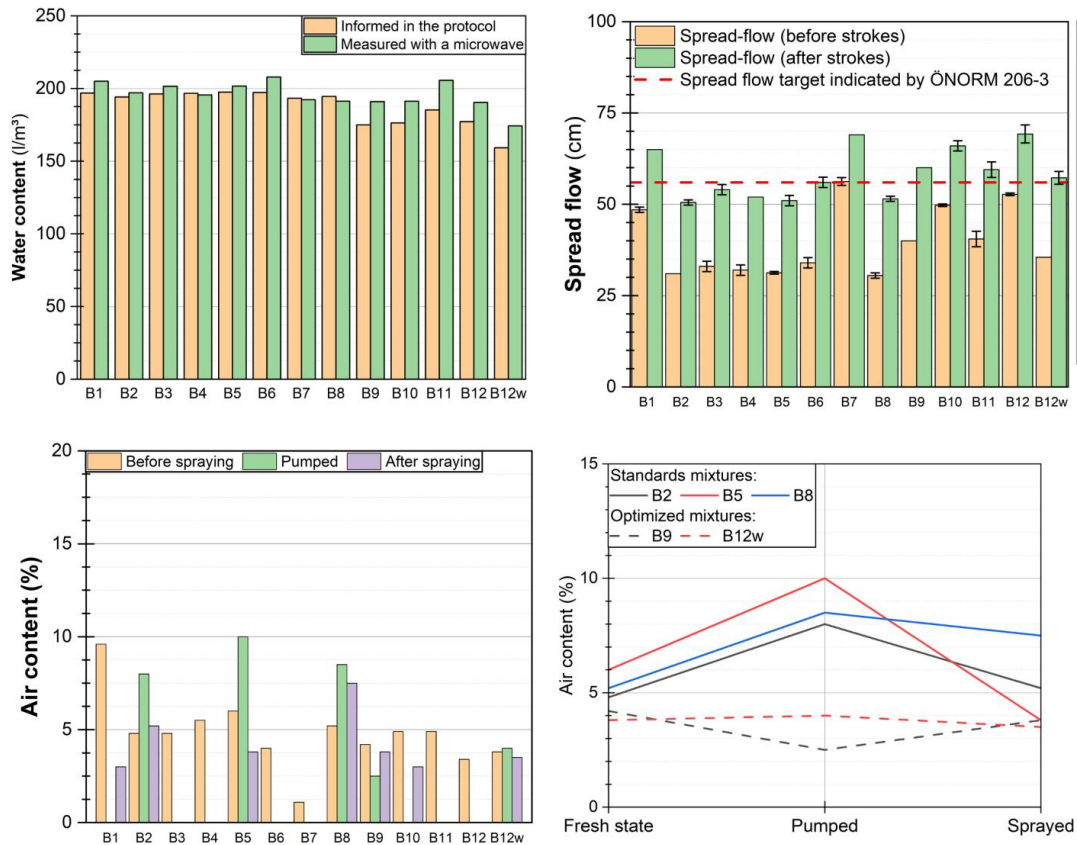 250
200
150
100
50
0
Water content (l/m³)
Informed in the protocol
Measured with a microwave
B1 B2 B3 B4 B5 B6 B7 B8 B9 B10 B11 B12 B12w
100
75
50
25
0
Spread flow (cm)
Spread-flow (before strokes)
Spread-flow (after strokes)
Spread flow target indicated by ÖNORM 206-3
B1 B2 B3 B4 B5 B6 B7 B8 B9 B10 B11 B12 B12w
20
15
10
5
0
Air content (%)
Before spraying Pumped After spraying
B1 B2 B3 B4 B5 B6 B7 B8 B9 B10 B11 B12 B12w
15
10
5
0
Air content (%)
Standards mixtures:
B2 B5 B8
Optimized mixtures:
B9 B12w
Fresh state Pumped Sprayed